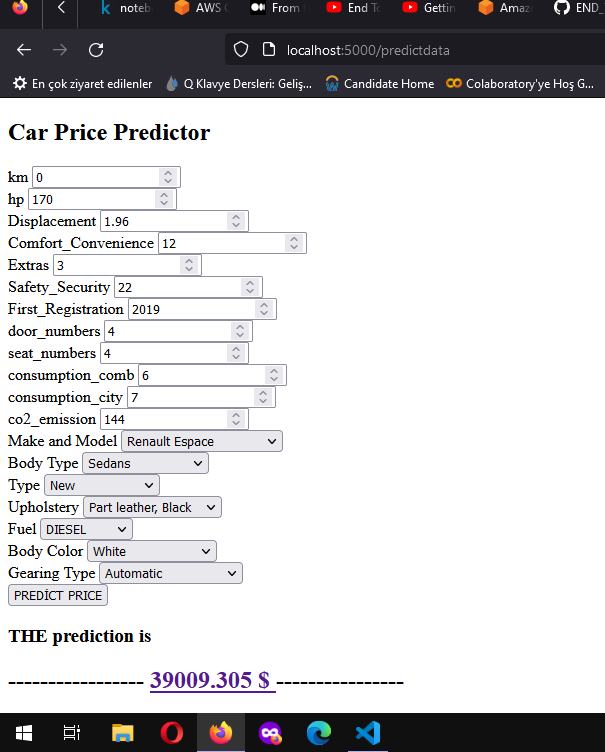 noteb
AWS
From
End To
Gettin
Amaz
END_
localhost:5000/predictdata
En çok ziyaret edilenler
Q Klavye Dersleri: Geliş...
Candidate Home
Colaboratory'ye Hoş G...
Car Price Predictor
km 0
hp 170
Displacement 1.96
Comfort_Convenience 12
Extras 3
Safety_Security 22
First_Registration 2019
door_numbers 4
seat_numbers 4
consumption_comb 6
consumption_city 7
co2_emission 144
Make and Model Renault Espace
Body Type Sedans
Type New
Upholstery Part leather, Black
Fuel DIESEL
Body Color White
Gearing Type Automatic
PREDİCT PRICE
THE prediction is
----------------- 39009.305 $ ----------------